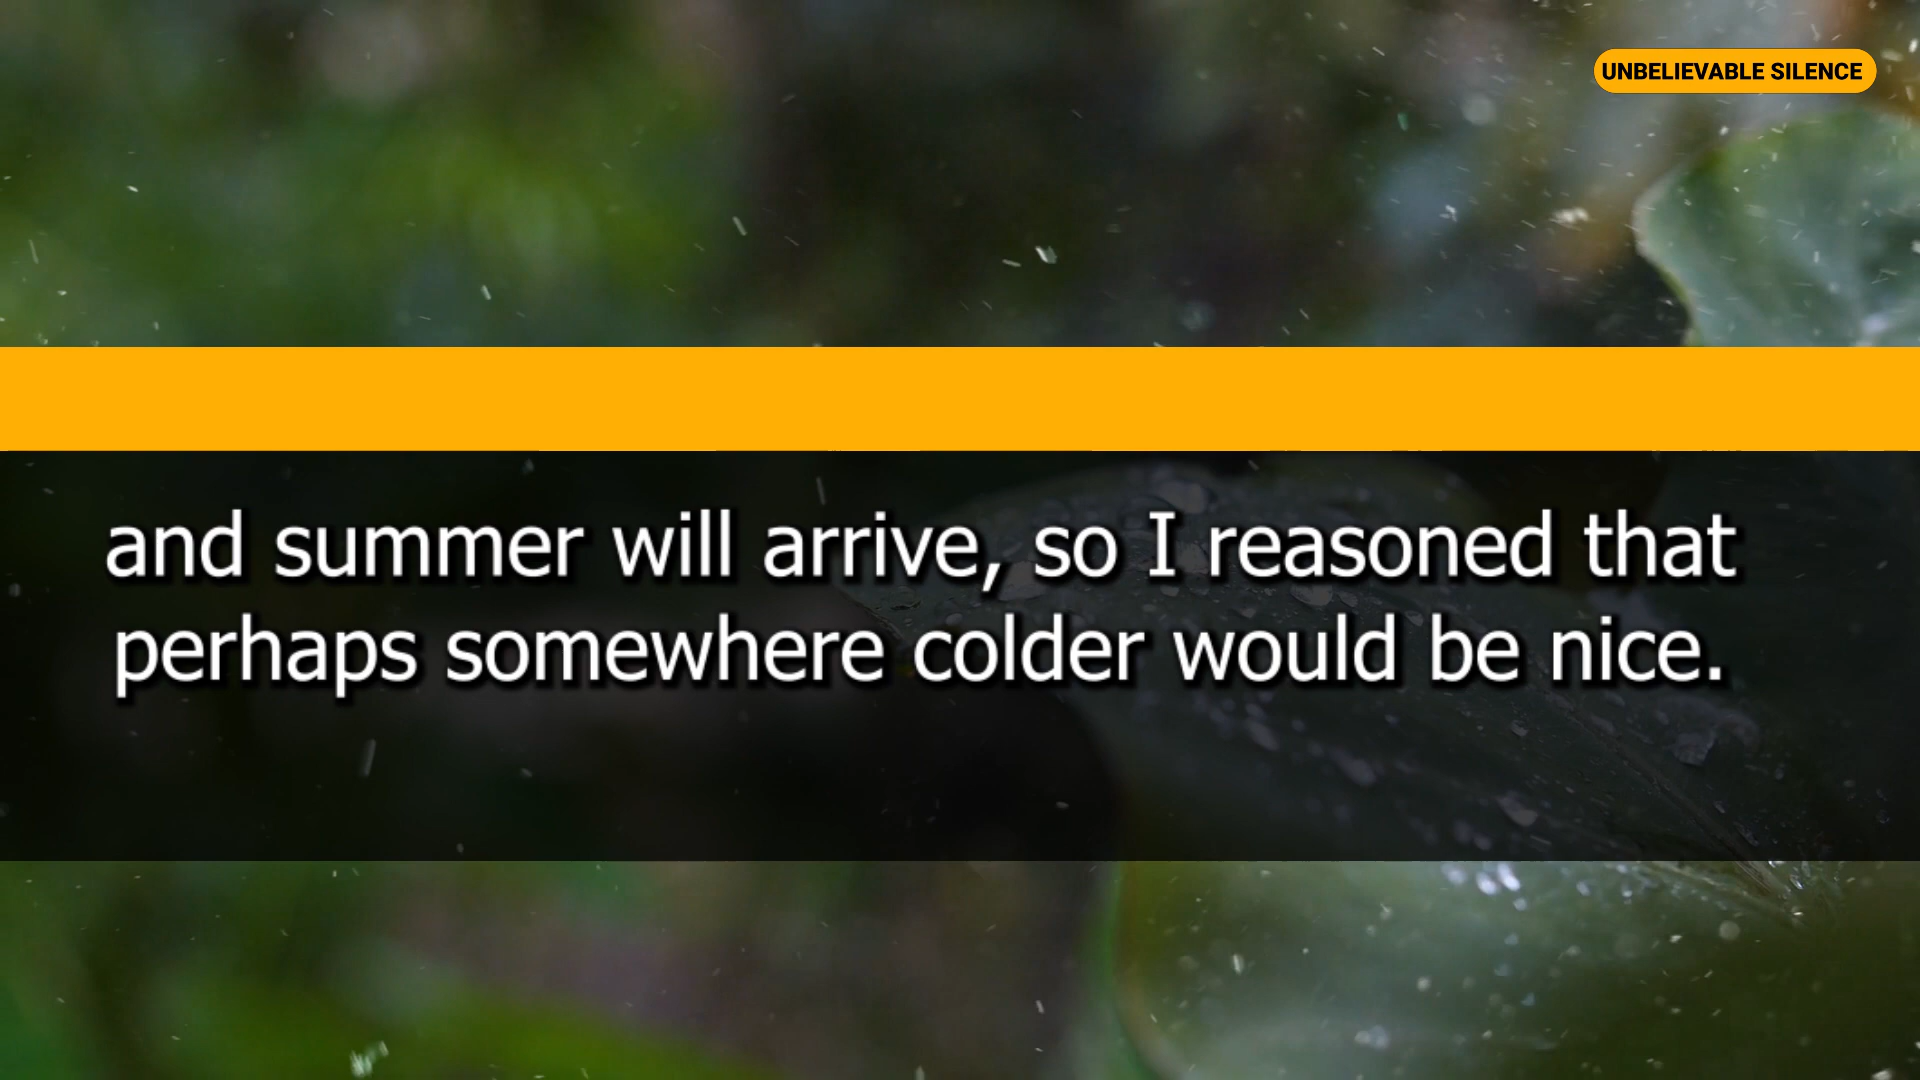 UNBELIEVABLE SILENCE
and summer will arrive, so I reasoned that
perhaps somewhere colder would be nice.